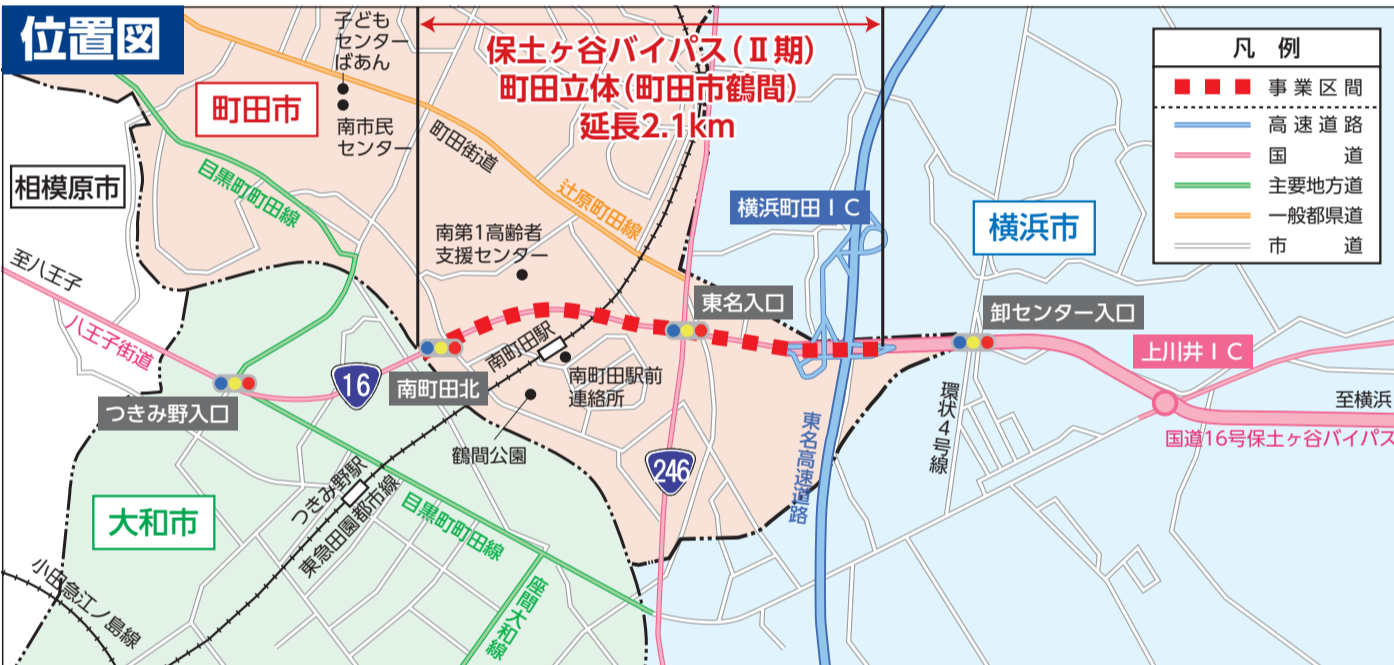 位置図
子ども
センター
ばあん
南市民
センター
町田市
相模原市
保土ヶ谷バイパス(Ⅱ期)
町田立体(町田市鶴間)
延長2.1km
凡 例
事業区間
高速道路
国 道
主要地方道
一般都県道
市 道
町田街道
目黒町町田線
辻原町田線
横浜町田IC
横浜市
南第1高齢者
支援センター
至八王子
八王子街道
東名入口
卸センター入口
上川井IC
南町田駅
16
南町田北
つきみ野入口
南町田駅前
連絡所
鶴間公園
至横浜
国道16号保土ヶ谷バイパス
環状4号線
東名高速道路
246
大和市
つきみ野駅
東急田園都市線
目黒町町田線
座間大和線
小田急江ノ島線